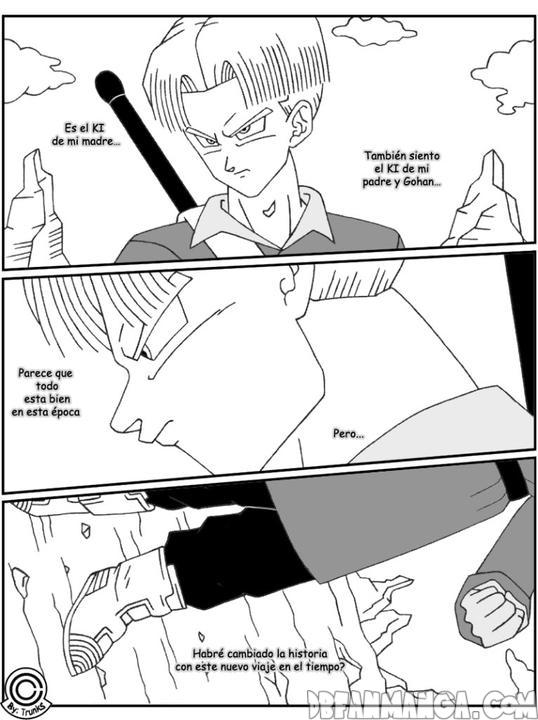 Es el KI
de mi madre...
También siento
el KI de mi
padre y Gohan...
Parece que
todo
esta bien
en esta época
Pero...
Habré cambiado la historia
con este nuevo viaje en el tiempo?
By: Trunks
DBFANMANGA.COM